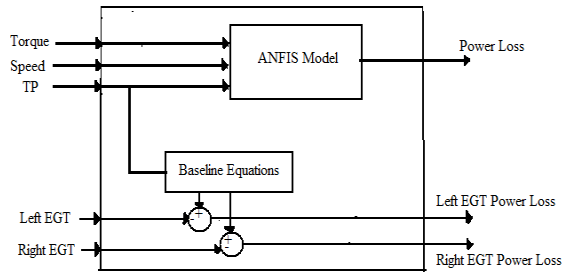 Torque
Speed
TP
ANFIS Model
Power Loss
Baseline Equations
Left EGT
+
-
Left EGT Power Loss
Right EGT
+
-
Right EGT Power Loss